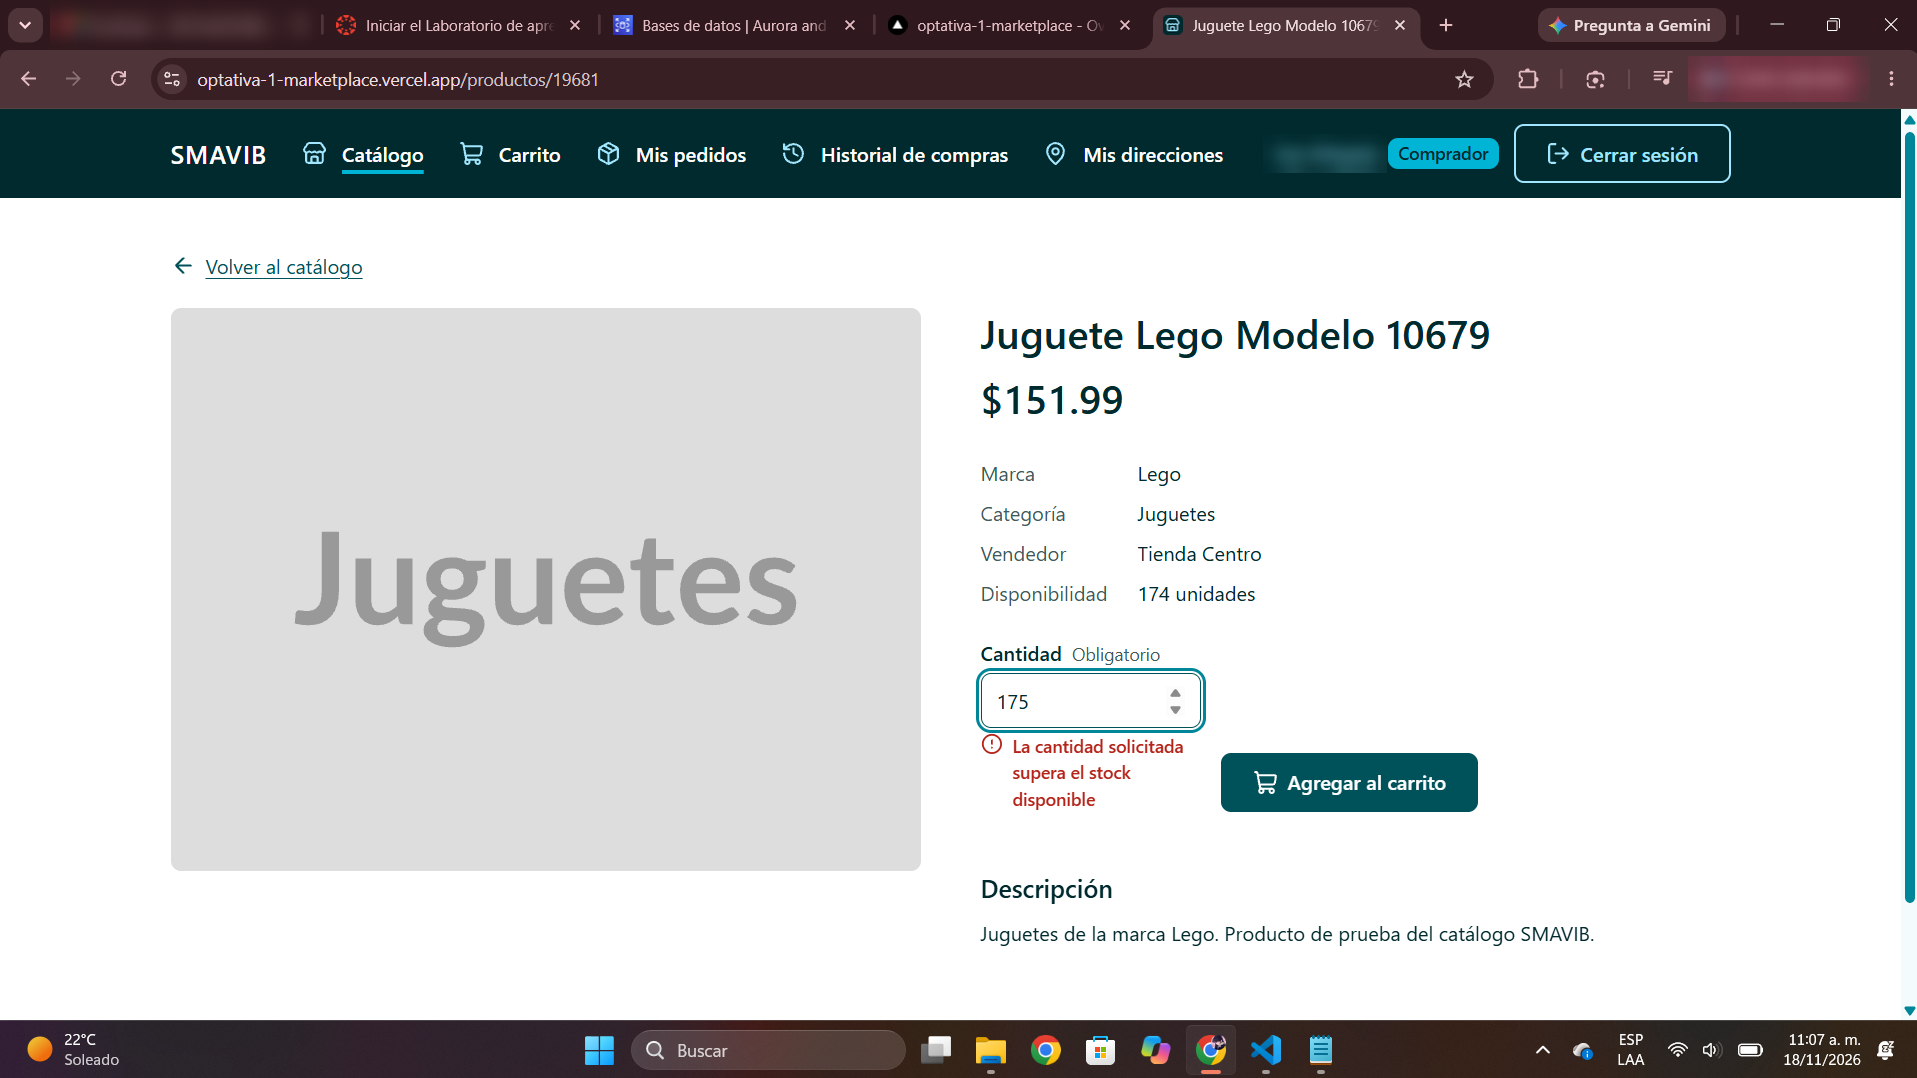 Iniciar el Laboratorio de apre
Bases de datos | Aurora and
optativa-1-marketplace - Ov
Juguete Lego Modelo 10679
Pregunta a Gemini
optativa-1-marketplace.vercel.app/productos/19681
SMAVIB
Catálogo
Carrito
Mis pedidos
Historial de compras
Mis direcciones
Comprador
Cerrar sesión
Volver al catálogo
Juguetes
Juguete Lego Modelo 10679
$151.99
Marca Lego
Categoría Juguetes
Vendedor Tienda Centro
Disponibilidad 174 unidades
Cantidad Obligatorio
175
La cantidad solicitada
supera el stock
disponible
Agregar al carrito
Descripción
Juguetes de la marca Lego. Producto de prueba del catálogo SMAVIB.
22°C
Soleado
Buscar
ESP
LAA
11:07 a. m.
18/11/2026